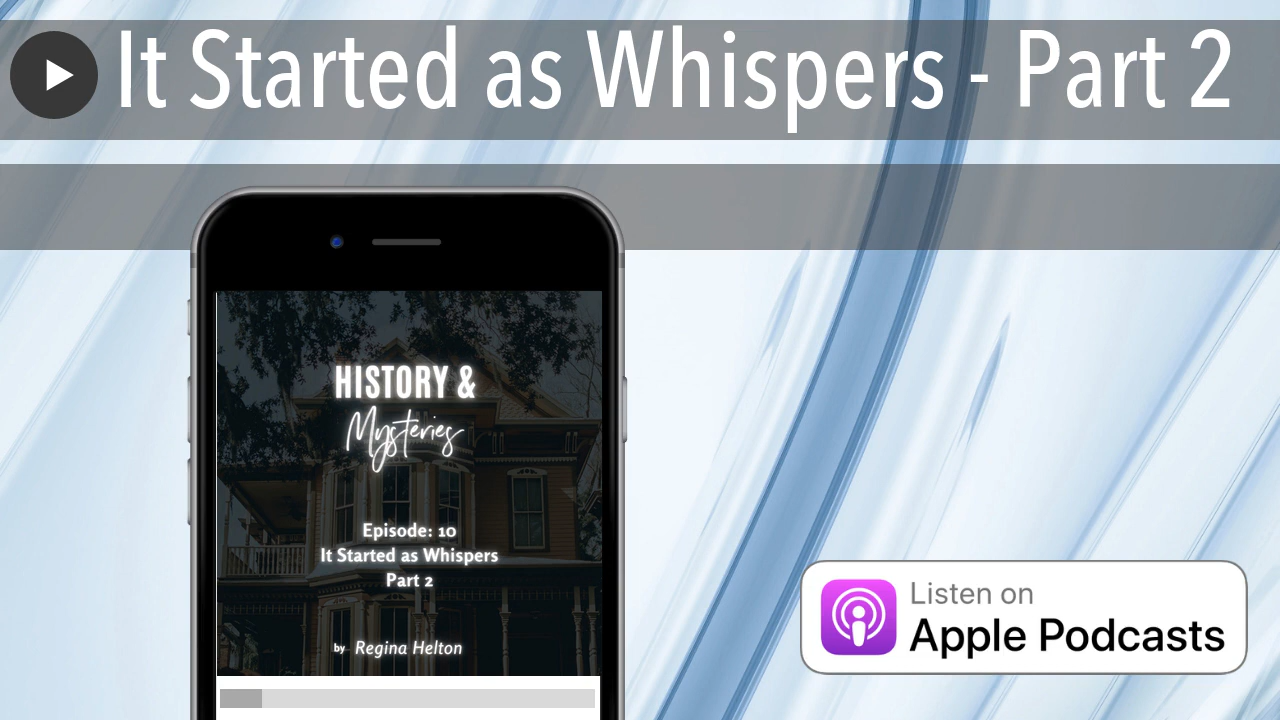 It Started as Whispers - Part 2
HISTORY &
Mysteries
Episode: 10
It Started as Whispers
Part 2
by Regina Helton
Listen on
Apple Podcasts